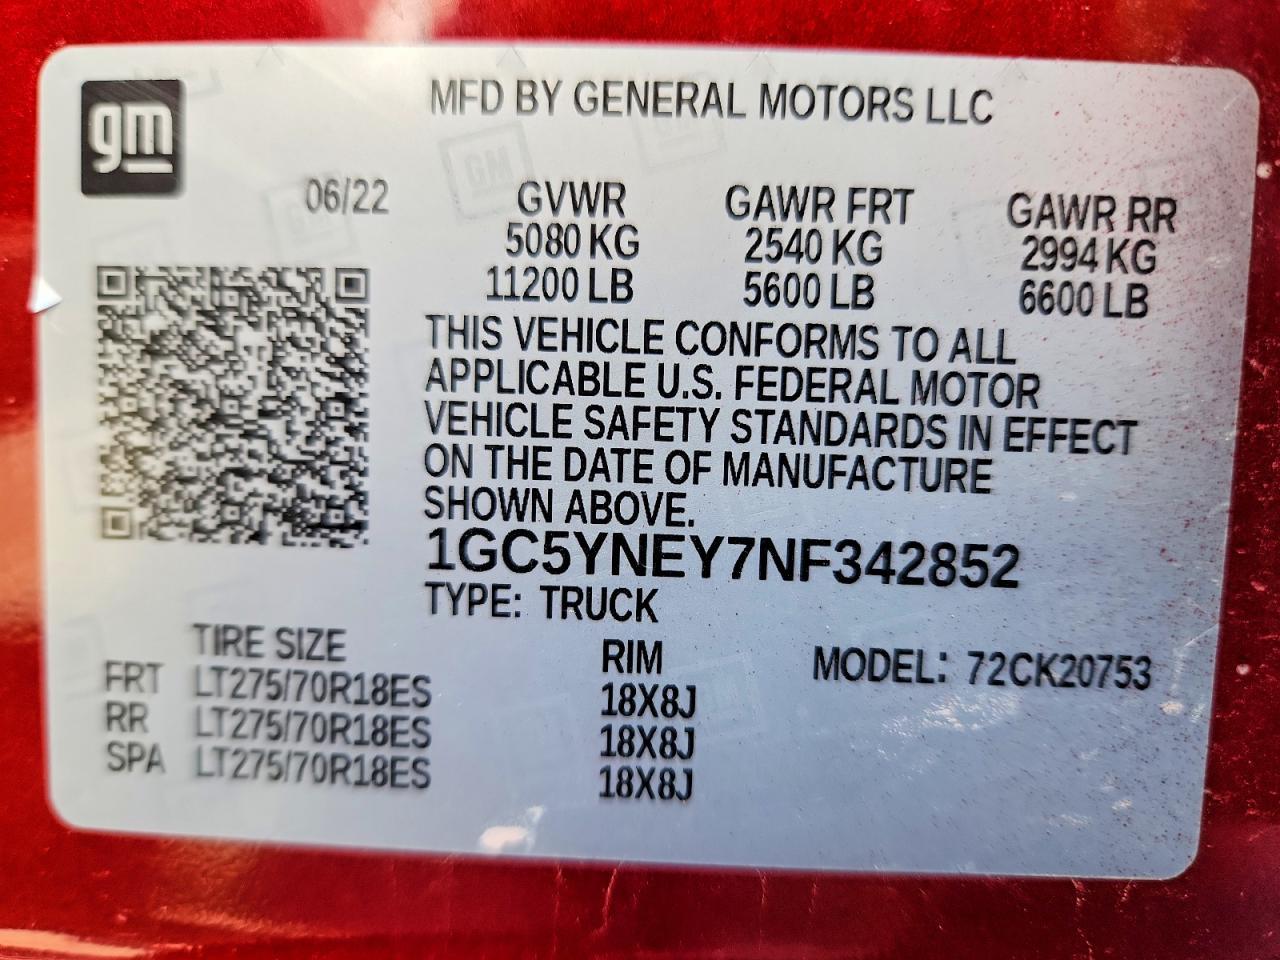 gm
MFD BY GENERAL MOTORS LLC
06/22
GVWR GAWR FRT GAWR RR
5080 KG 2540 KG 2994 KG
11200 LB 5600 LB 6600 LB
THIS VEHICLE CONFORMS TO ALL
APPLICABLE U.S. FEDERAL MOTOR
VEHICLE SAFETY STANDARDS IN EFFECT
ON THE DATE OF MANUFACTURE
SHOWN ABOVE.
1GC5YNEY7NF342852
TYPE: TRUCK
TIRE SIZE RIM MODEL: 72CK20753
FRT LT275/70R18ES 18X8J
RR LT275/70R18ES 18X8J
SPA LT275/70R18ES 18X8J
GM